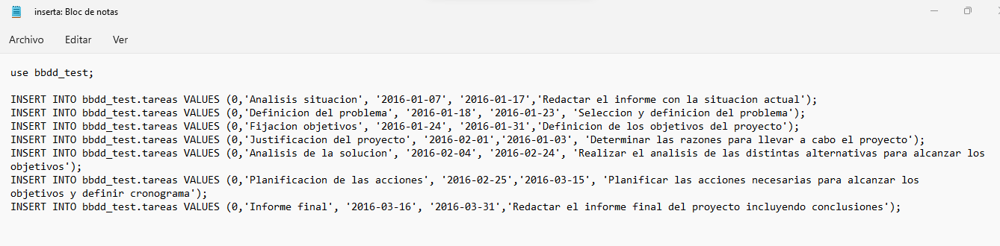 inserta: Bloc de notas
Archivo Editar Ver
use bbdd_test;
INSERT INTO bbdd_test.tareas VALUES (0,'Analisis situacion', '2016-01-07', '2016-01-17','Redactar el informe con la situacion actual');
INSERT INTO bbdd_test.tareas VALUES (0,'Definicion del problema', '2016-01-18', '2016-01-23', 'Seleccion y definicion del problema');
INSERT INTO bbdd_test.tareas VALUES (0,'Fijacion objetivos', '2016-01-24', '2016-01-31','Definicion de los objetivos del proyecto');
INSERT INTO bbdd_test.tareas VALUES (0,'Justificacion del proyecto', '2016-02-01','2016-01-03', 'Determinar las razones para llevar a cabo el proyecto');
INSERT INTO bbdd_test.tareas VALUES (0,'Analisis de la solucion', '2016-02-04', '2016-02-24', 'Realizar el analisis de las distintas alternativas para alcanzar los
objetivos');
INSERT INTO bbdd_test.tareas VALUES (0,'Planificacion de las acciones', '2016-02-25','2016-03-15', 'Planificar las acciones necesarias para alcanzar los
objetivos y definir cronograma');
INSERT INTO bbdd_test.tareas VALUES (0,'Informe final', '2016-03-16', '2016-03-31','Redactar el informe final del proyecto incluyendo conclusiones');